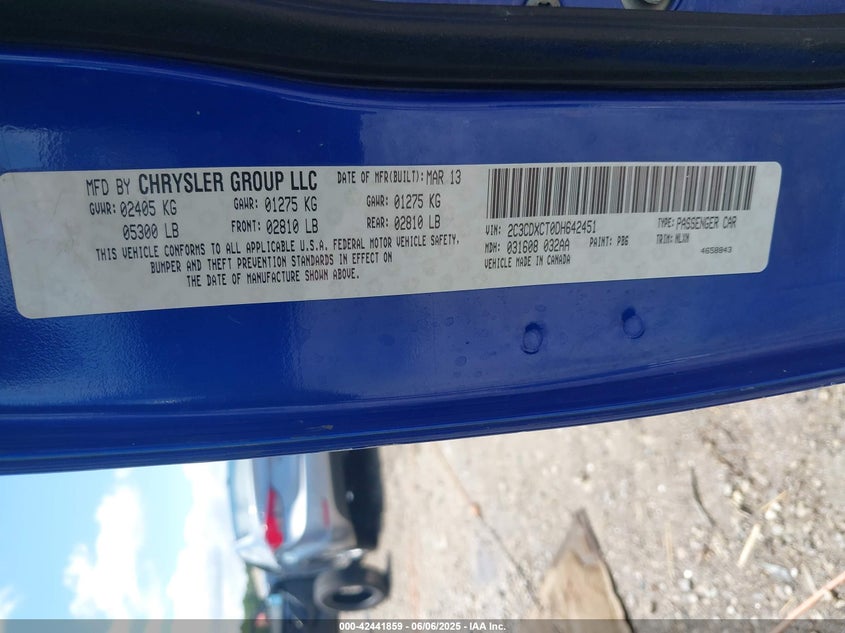 MFD BY CHRYSLER GROUP LLC DATE OF MFR(BUILT): MAR 13
GVWR: 02405 KG GAWR: 01275 KG GAWR: 01275 KG
05300 LB FRONT: 02810 LB REAR: 02810 LB
THIS VEHICLE CONFORMS TO ALL APPLICABLE U.S.A. FEDERAL MOTOR VEHICLE SAFETY,
BUMPER AND THEFT PREVENTION STANDARDS IN EFFECT ON
THE DATE OF MANUFACTURE SHOWN ABOVE.
VIN: 2C3CDXCT0DH642451 TYPE: PASSENGER CAR
MDH: 031608 032AA PAINT: PBG TRIM: MLXM
VEHICLE MADE IN CANADA 4658843
000-42441859 - 06/06/2025 - IAA Inc.